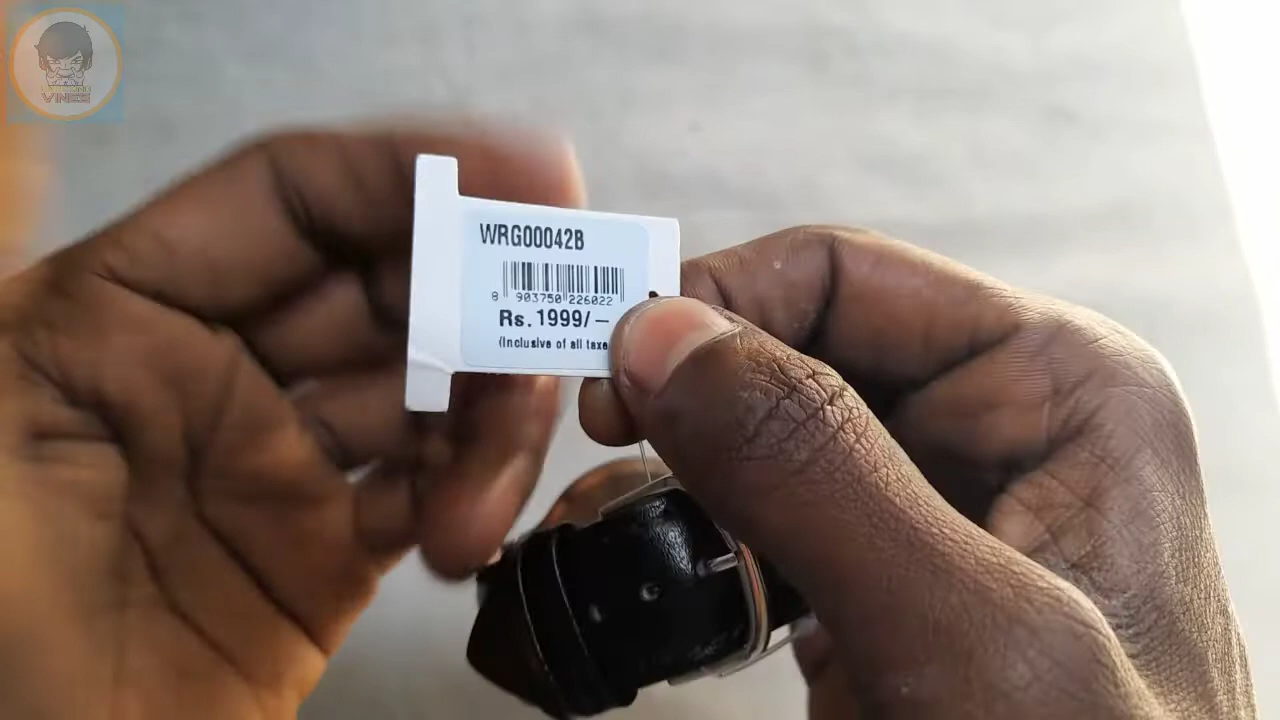 VINES
WRG00042B
8 903750 226022
Rs. 1999/-
(Inclusive of all taxe